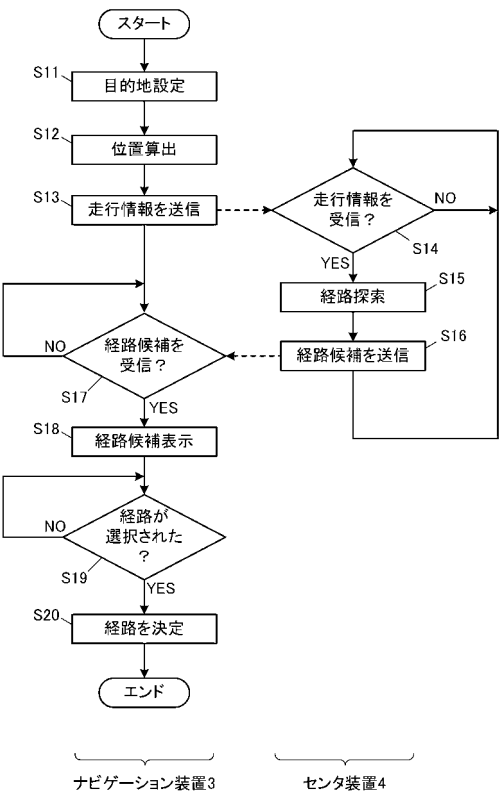 スタート
S11
目的地設定
S12
位置算出
S13
走行情報を送信
走行情報を
受信？
NO
S14
YES
S15
経路探索
S16
経路候補を送信
経路候補を
受信？
NO
S17
YES
S18
経路候補表示
経路が
選択された
？
NO
S19
YES
S20
経路を決定
エンド
ナビゲーション装置3
センタ装置4